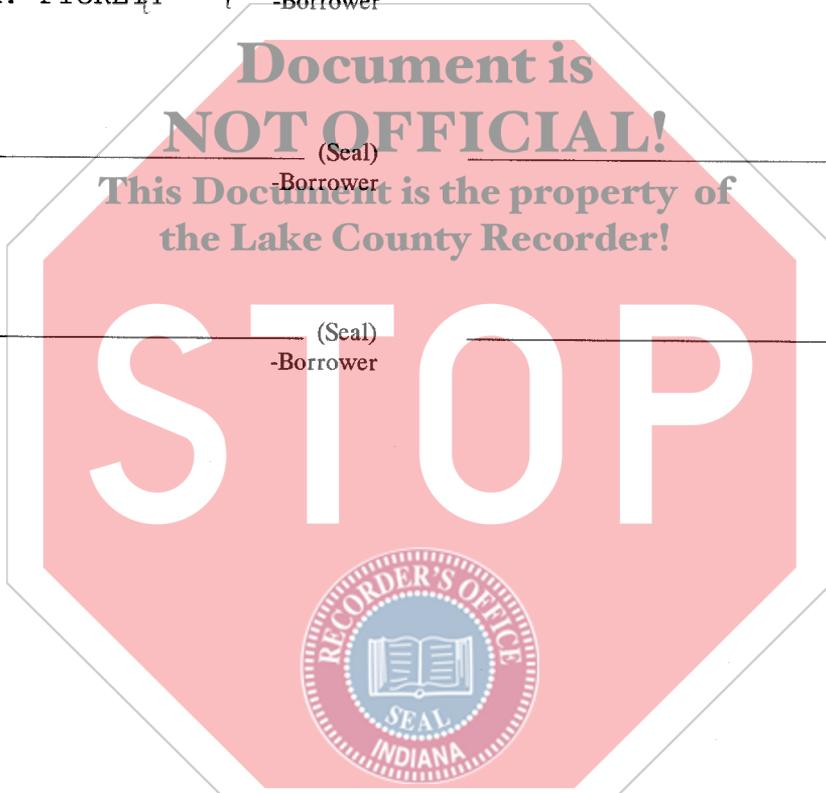 -Borrower
Document is
NOT OFFICIAL!
(Seal)
-Borrower
This Document is the property of
the Lake County Recorder!
(Seal)
-Borrower
STOP
RECORDER'S OFFICE
SEAL
INDIANA